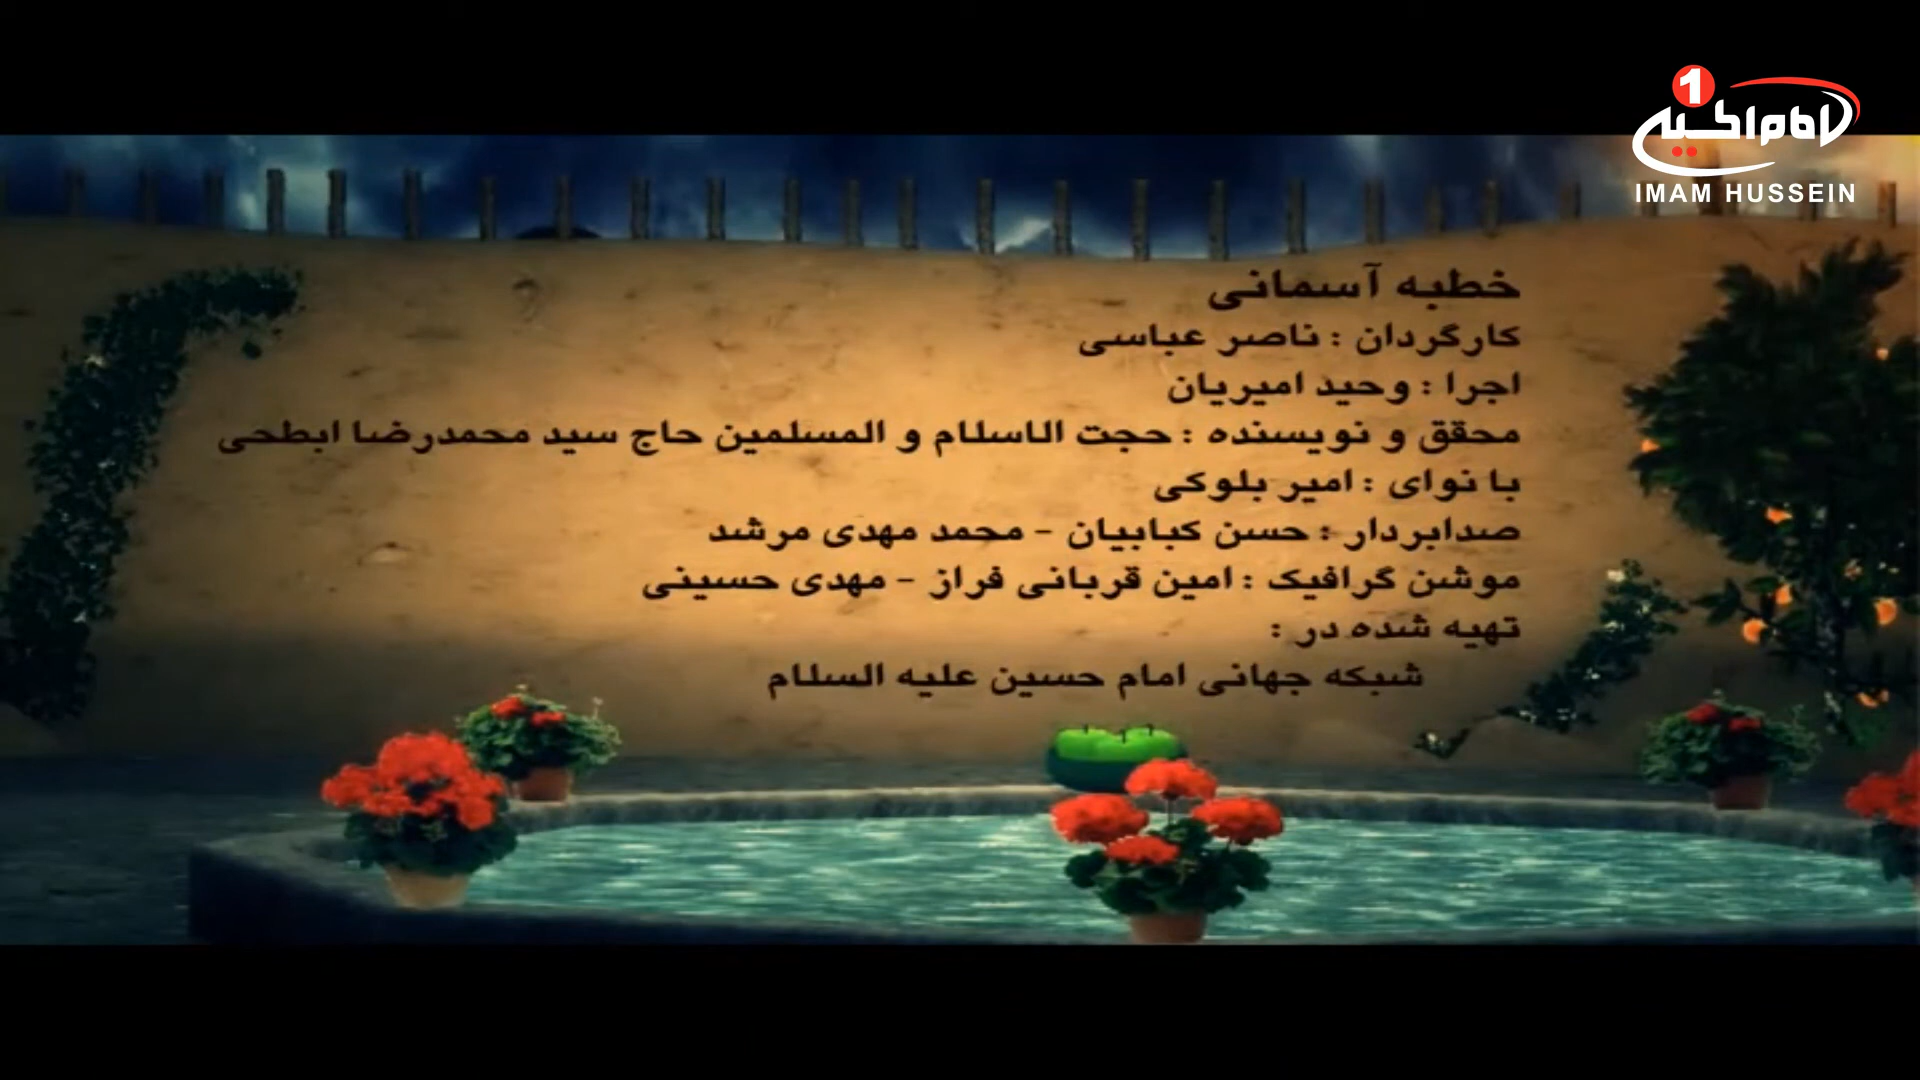 1
امام حسین
IMAM HUSSEIN
خطبه آسمانی
کارگردان : ناصر عباسی
اجرا : وحید امیریان
محقق و نویسنده : حجت الاسلام و المسلمین حاج سید محمدرضا ابطحی
با نوای : امیر بلوکی
صدابردار : حسن کبابیان - محمد مهدی مرشد
موشن گرافیک : امین قربانی فراز - مهدی حسینی
تهیه شده در :
شبکه جهانی امام حسین علیه السلام